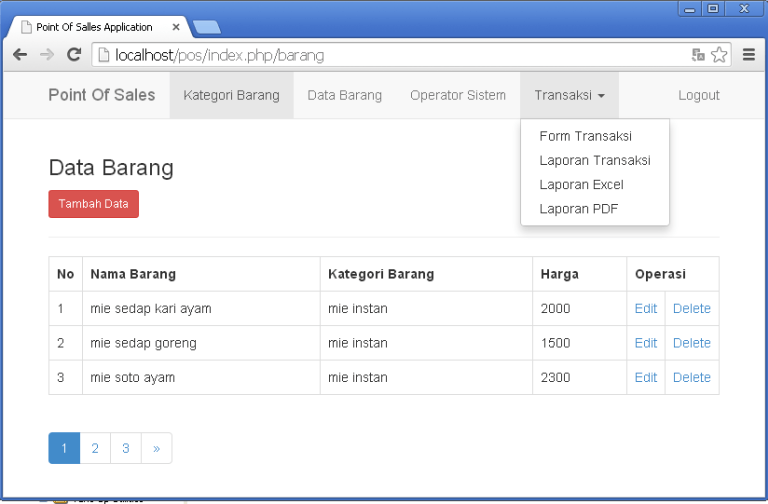 Point Of Salles Application
localhost/pos/index.php/barang
Point Of Sales Kategori Barang Data Barang Operator Sistem Transaksi Logout
Form Transaksi
Laporan Transaksi
Laporan Excel
Laporan PDF
Data Barang
Tambah Data
No Nama Barang Kategori Barang Harga Operasi
1 mie sedap kari ayam mie instan 2000 Edit Delete
2 mie sedap goreng mie instan 1500 Edit Delete
3 mie soto ayam mie instan 2300 Edit Delete
1 2 3 »